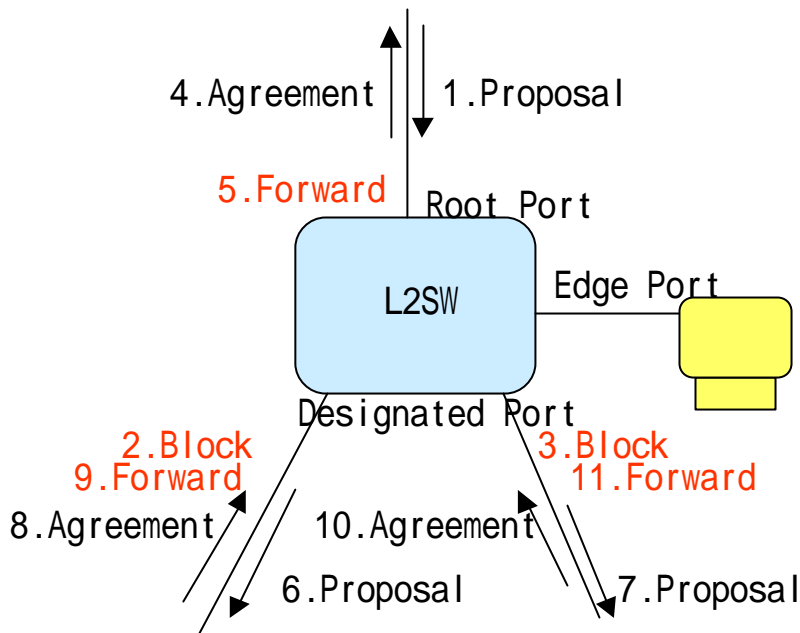 4.Agreement
1.Proposal
5.Forward
Root Port
L2SW
Edge Port
Designated Port
2.Block
9.Forward
3.Block
11.Forward
8.Agreement
10.Agreement
6.Proposal
7.Proposal